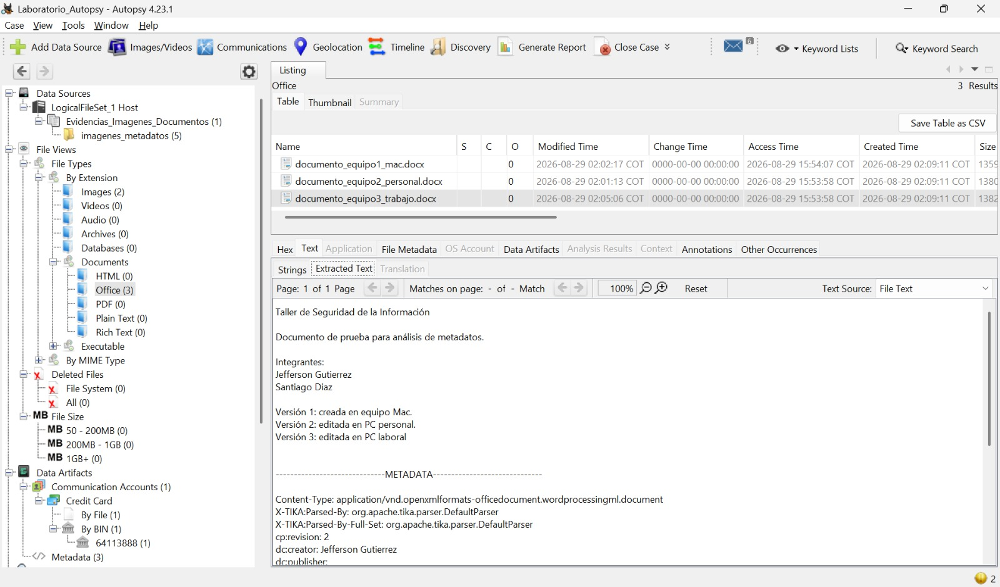 Laboratorio_Autopsy - Autopsy 4.23.1
Case View Tools Window Help
Add Data Source Images/Videos Communications Geolocation Timeline Discovery Generate Report Close Case 6 Keyword Lists Keyword Search
Data Sources
LogicalFileSet_1 Host
Evidencias_Imagenes_Documentos (1)
imagenes_metadatos (5)
File Views
File Types
By Extension
Images (2)
Videos (0)
Audio (0)
Archives (0)
Databases (0)
Documents
HTML (0)
Office (3)
PDF (0)
Plain Text (0)
Rich Text (0)
Executable
By MIME Type
Deleted Files
File System (0)
All (0)
MB File Size
MB 50 - 200MB (0)
MB 200MB - 1GB (0)
MB 1GB+ (0)
Data Artifacts
Communication Accounts (1)
Credit Card
By File (1)
By BIN (1)
64113888 (1)
Metadata (3)
Listing
Office
3 Results
Table Thumbnail Summary
Save Table as CSV
Name S C O Modified Time Change Time Access Time Created Time Size
documento_equipo1_mac.docx 0 2026-08-29 02:02:17 COT 0000-00-00 00:00:00 2026-08-29 15:54:07 COT 2026-08-29 02:09:11 COT 1359
documento_equipo2_personal.docx 0 2026-08-29 02:01:13 COT 0000-00-00 00:00:00 2026-08-29 15:53:58 COT 2026-08-29 02:09:11 COT 1380
documento_equipo3_trabajo.docx 0 2026-08-29 02:05:06 COT 0000-00-00 00:00:00 2026-08-29 15:53:58 COT 2026-08-29 02:09:11 COT 1382
Hex Text Application File Metadata OS Account Data Artifacts Analysis Results Context Annotations Other Occurrences
Strings Extracted Text Translation
Page: 1 of 1 Page Matches on page: - of - Match 100% Reset Text Source: File Text
Taller de Seguridad de la Información
Documento de prueba para análisis de metadatos.
Integrantes:
Jefferson Gutierrez
Santiago Diaz
Versión 1: creada en equipo Mac.
Versión 2: editada en PC personal.
Versión 3: editada en PC laboral
------------------------------METADATA------------------------------
Content-Type: application/vnd.openxmlformats-officedocument.wordprocessingml.document
X-TIKA:Parsed-By: org.apache.tika.parser.DefaultParser
X-TIKA:Parsed-By-Full-Set: org.apache.tika.parser.DefaultParser
cp:revision: 2
dc:creator: Jefferson Gutierrez
dc:publisher:
2